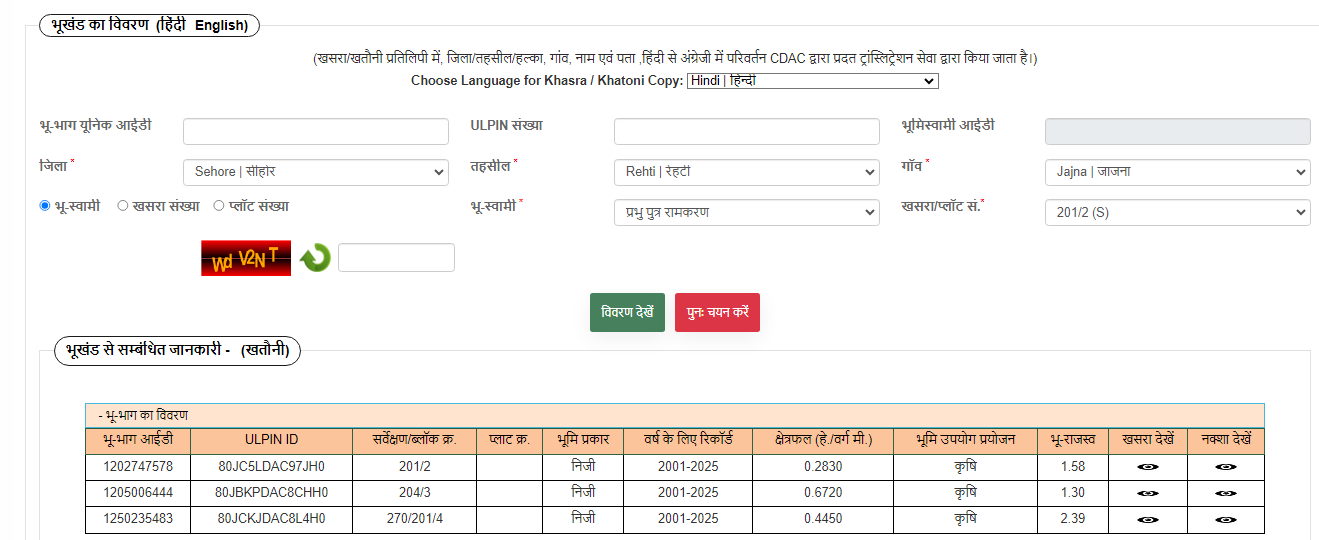 भूखंड का विवरण (हिंदी English)
(खसरा/खतौनी प्रतिलिपी में, जिला/तहसील/हल्का, गांव, नाम एवं पता ,हिंदी से अंग्रेजी में परिवर्तन CDAC द्वारा प्रदत ट्रांस्लिट्रेशन सेवा द्वारा किया जाता है।)
Choose Language for Khasra / Khatoni Copy: Hindi | हिन्दी
भू-भाग यूनिक आईडी ULPIN संख्या भूमिस्वामी आईडी
जिला * Sehore | सीहोर तहसील * Rehti | रेहटी गॉव * Jajna | जाजना
भू-स्वामी खसरा संख्या प्लॉट संख्या भू-स्वामी * प्रभु पुत्र रामकरण खसरा/प्लॉट सं.* 201/2 (S)
Wd V2NT
विवरण देखें पुनः चयन करें
भूखंड से सम्बंधित जानकारी - (खतौनी)
- भू-भाग का विवरण
भू-भाग आईडी ULPIN ID सर्वेक्षण/ब्लॉक क्र. प्लाट क्र. भूमि प्रकार वर्ष के लिए रिकॉर्ड क्षेत्रफल (हे./वर्ग मी.) भूमि उपयोग प्रयोजन भू-राजस्व खसरा देखें नक्शा देखें
1202747578 80JC5LDAC97JH0 201/2 निजी 2001-2025 0.2830 कृषि 1.58
1205006444 80JBKPDAC8CHH0 204/3 निजी 2001-2025 0.6720 कृषि 1.30
1250235483 80JCKJDAC8L4H0 270/201/4 निजी 2001-2025 0.4450 कृषि 2.39